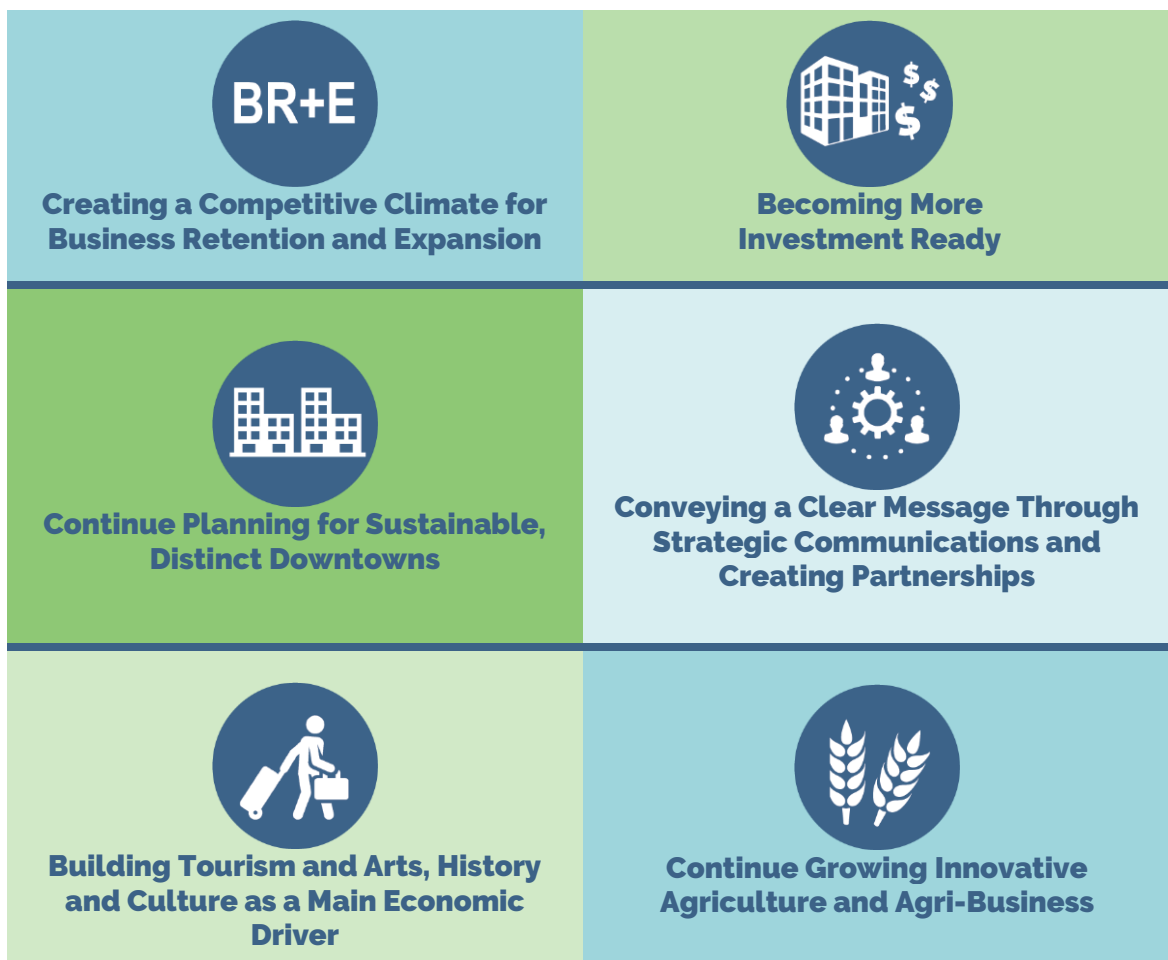 BR+E
Creating a Competitive Climate for
Business Retention and Expansion
$ $ $
Becoming More
Investment Ready
Continue Planning for Sustainable,
Distinct Downtowns
Conveying a Clear Message Through
Strategic Communications and
Creating Partnerships
Building Tourism and Arts, History
and Culture as a Main Economic
Driver
Continue Growing Innovative
Agriculture and Agri-Business